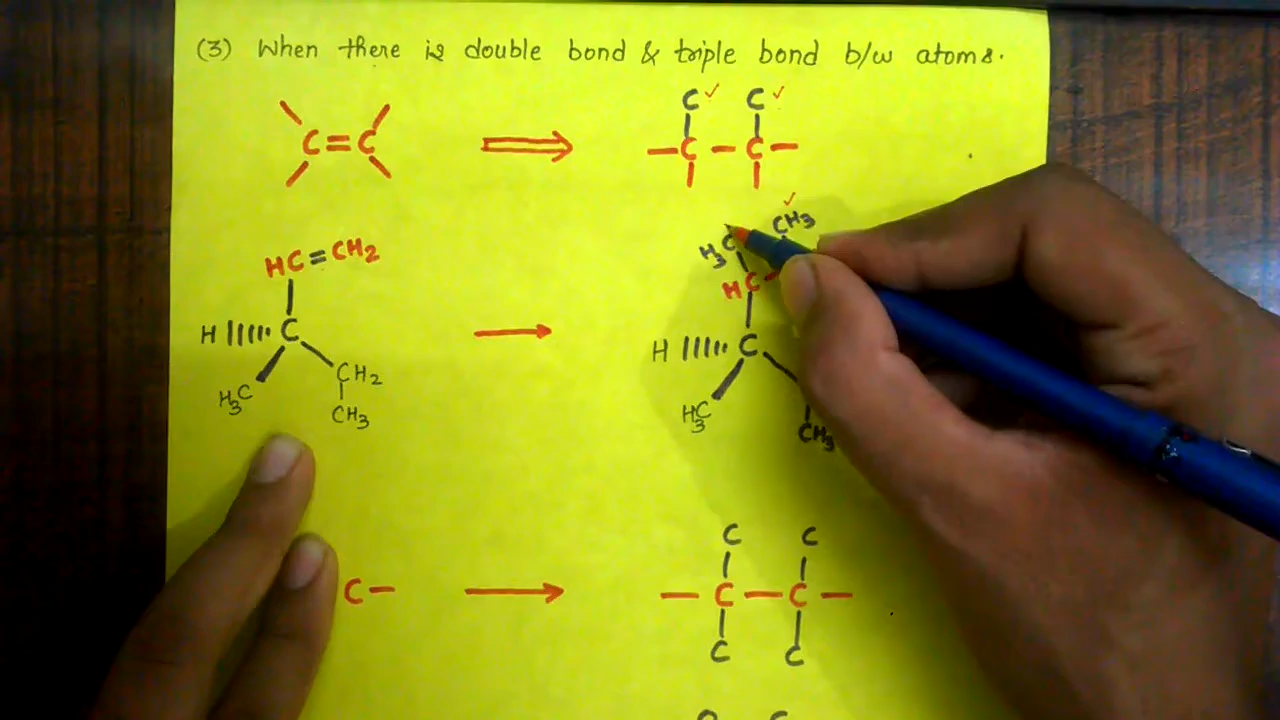 (3) When there is double bond & triple bond b/w atoms.
C ✓ C ✓
C=C ⇒ — C — C —
CH3 ✓
H3C
HC=CH2
HC —
H C → H C
CH2
H3C CH3
H3C CH3
C C
C — → — C — C —
C C